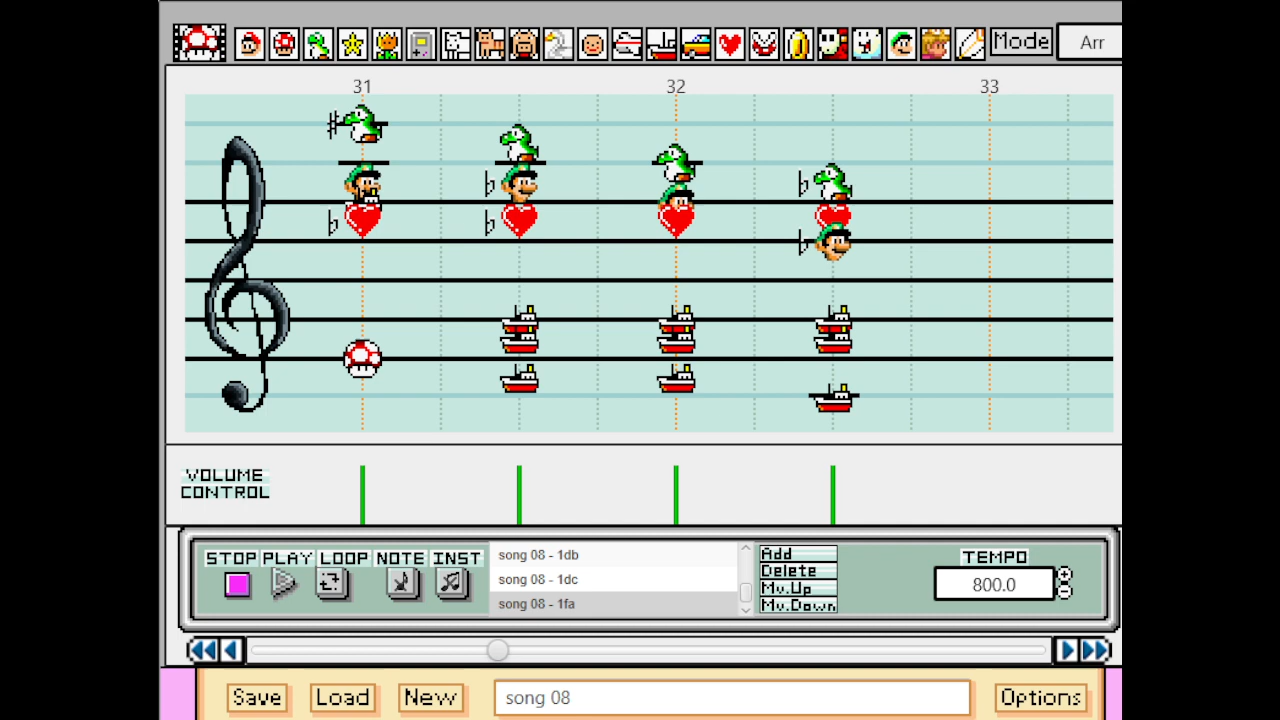 Mode
Arr
31 32 33
VOLUME
CONTROL
STOP PLAY LOOP NOTE INST
song 08 - 1db
song 08 - 1dc
song 08 - 1fa
Add
Delete
Mv.Up
Mv.Down
TEMPO
800.0
Save Load New song 08 Options